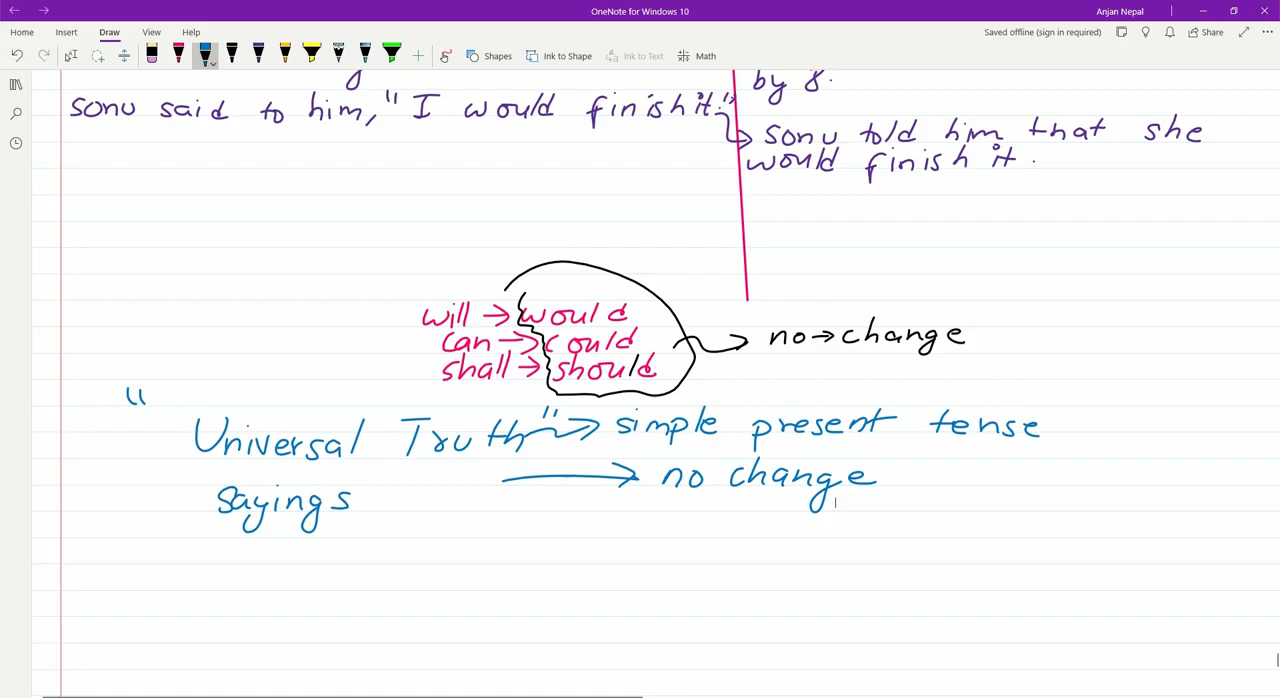 OneNote for Windows 10
Anjan Nepal
Home Insert Draw View Help
Saved offline (sign in required)
Share
Shapes Ink to Shape Ink to Text Math
by 8.
sonu said to him, "I would finish it."
sonu told him that she
would finish it.
will → would
can → could
shall → should
no → change
"Universal Truth" → simple present tense
→ no change
sayings